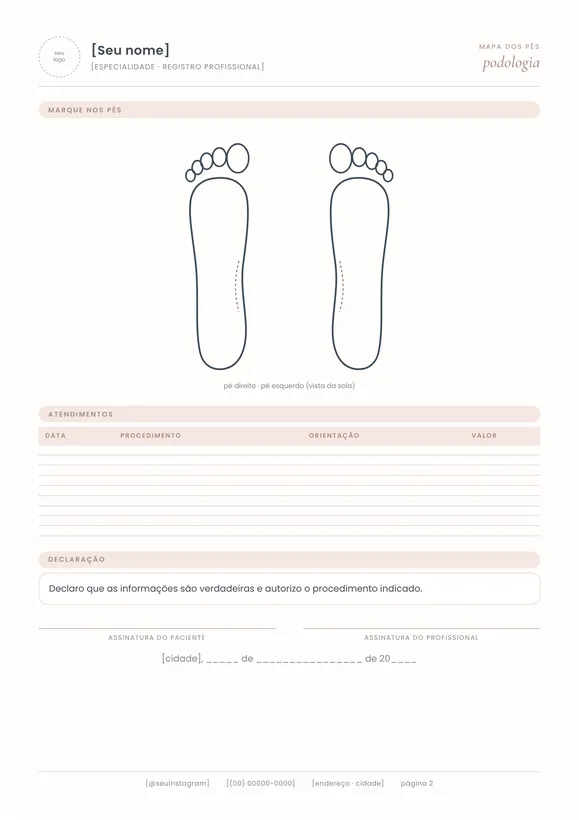 seu
logo
[Seu nome]
[ESPECIALIDADE · REGISTRO PROFISSIONAL]
MAPA DOS PÉS
podologia
MARQUE NOS PÉS
pé direito · pé esquerdo (vista da sola)
ATENDIMENTOS
DATA PROCEDIMENTO ORIENTAÇÃO VALOR
DECLARAÇÃO
Declaro que as informações são verdadeiras e autorizo o procedimento indicado.
ASSINATURA DO PACIENTE ASSINATURA DO PROFISSIONAL
[cidade], _____ de ________________ de 20____
[@seuinstagram] [(00) 00000-0000] [endereço · cidade] página 2